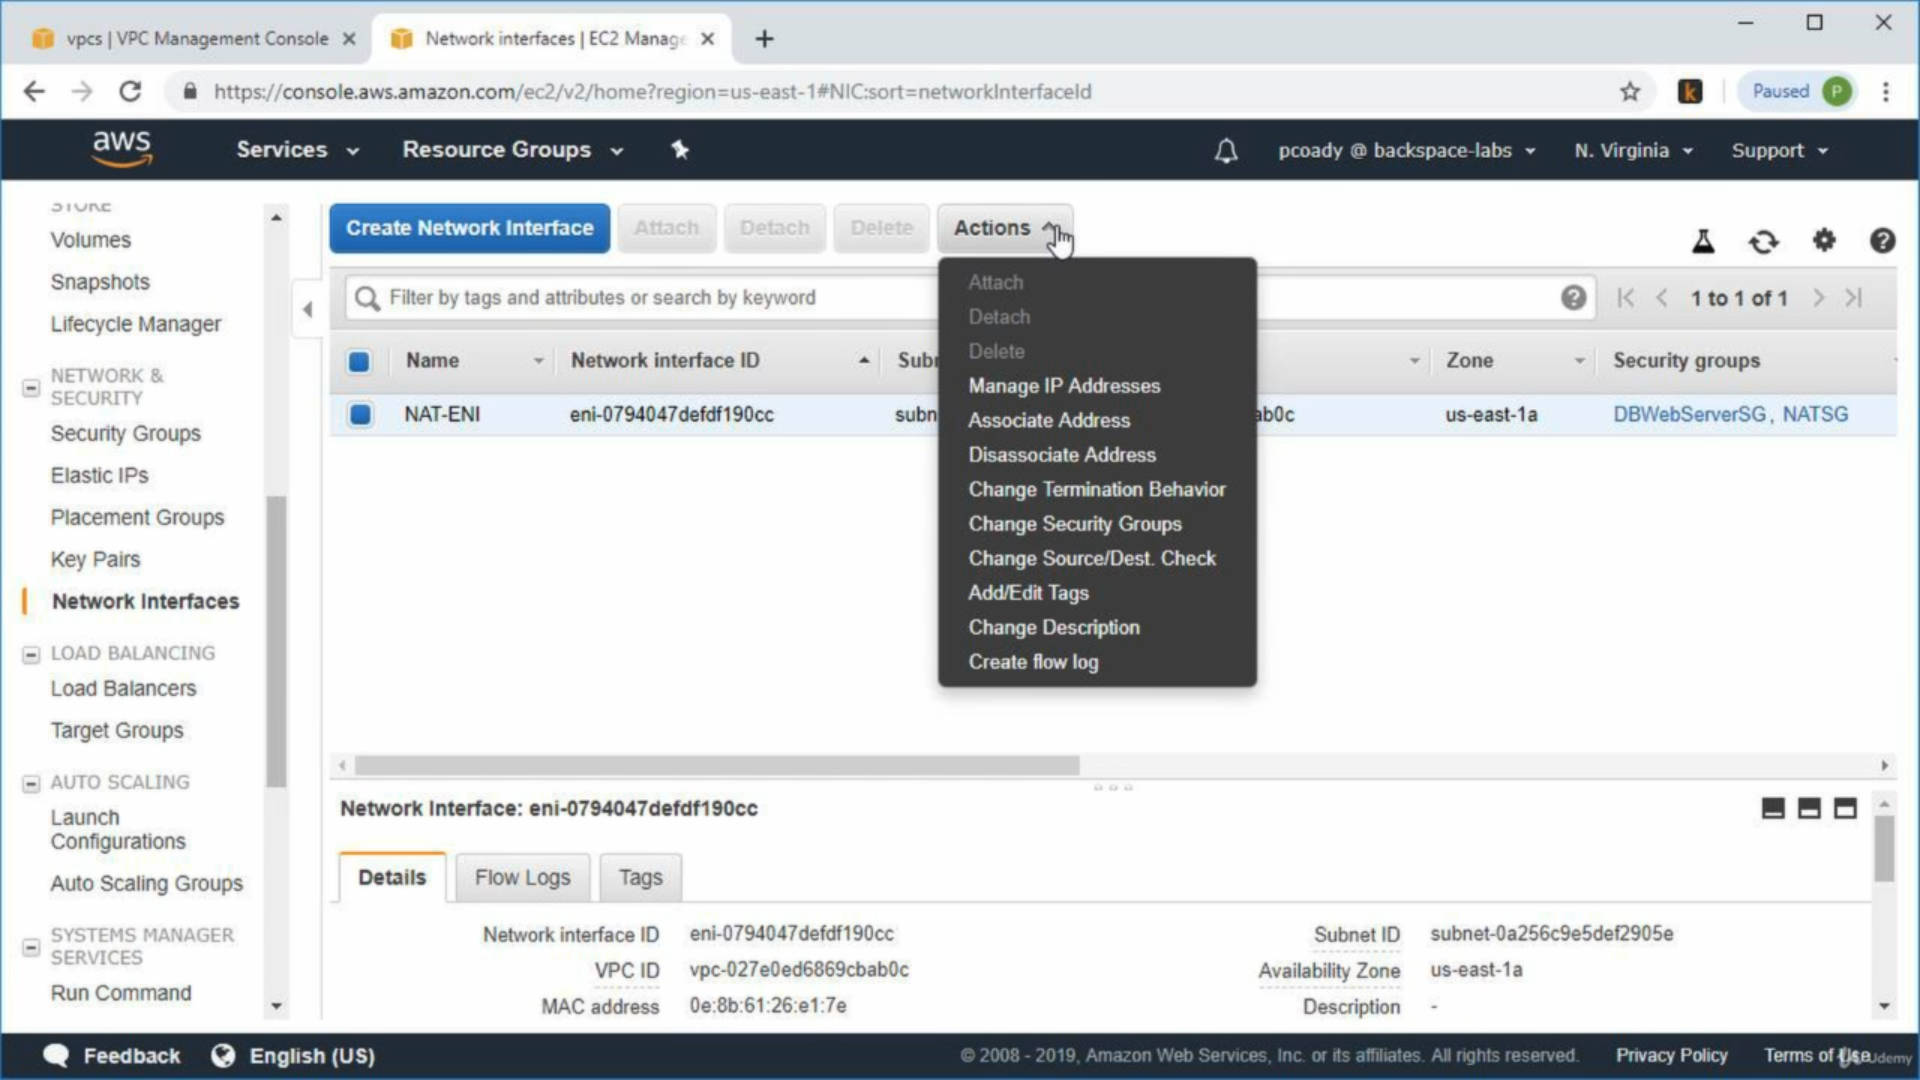 vpcs | VPC Management Console
Network interfaces | EC2 Manage
https://console.aws.amazon.com/ec2/v2/home?region=us-east-1#NIC:sort=networkInterfaceId
k
Paused
P
aws
Services
Resource Groups
pcoady @ backspace-labs
N. Virginia
Support
STORE
Volumes
Snapshots
Lifecycle Manager
NETWORK &
SECURITY
Security Groups
Elastic IPs
Placement Groups
Key Pairs
Network Interfaces
LOAD BALANCING
Load Balancers
Target Groups
AUTO SCALING
Launch
Configurations
Auto Scaling Groups
SYSTEMS MANAGER
SERVICES
Run Command
Create Network Interface
Attach
Detach
Delete
Actions
Filter by tags and attributes or search by keyword
1 to 1 of 1
Name
Network interface ID
Subn
Zone
Security groups
NAT-ENI
eni-0794047defdf190cc
subn
ab0c
us-east-1a
DBWebServerSG, NATSG
Attach
Detach
Delete
Manage IP Addresses
Associate Address
Disassociate Address
Change Termination Behavior
Change Security Groups
Change Source/Dest. Check
Add/Edit Tags
Change Description
Create flow log
Network Interface: eni-0794047defdf190cc
Details
Flow Logs
Tags
Network interface ID eni-0794047defdf190cc
Subnet ID subnet-0a256c9e5def2905e
VPC ID vpc-027e0ed6869cbab0c
Availability Zone us-east-1a
MAC address 0e:8b:61:26:e1:7e
Description -
Feedback
English (US)
© 2008 - 2019, Amazon Web Services, Inc. or its affiliates. All rights reserved.
Privacy Policy
Terms of Use
Udemy